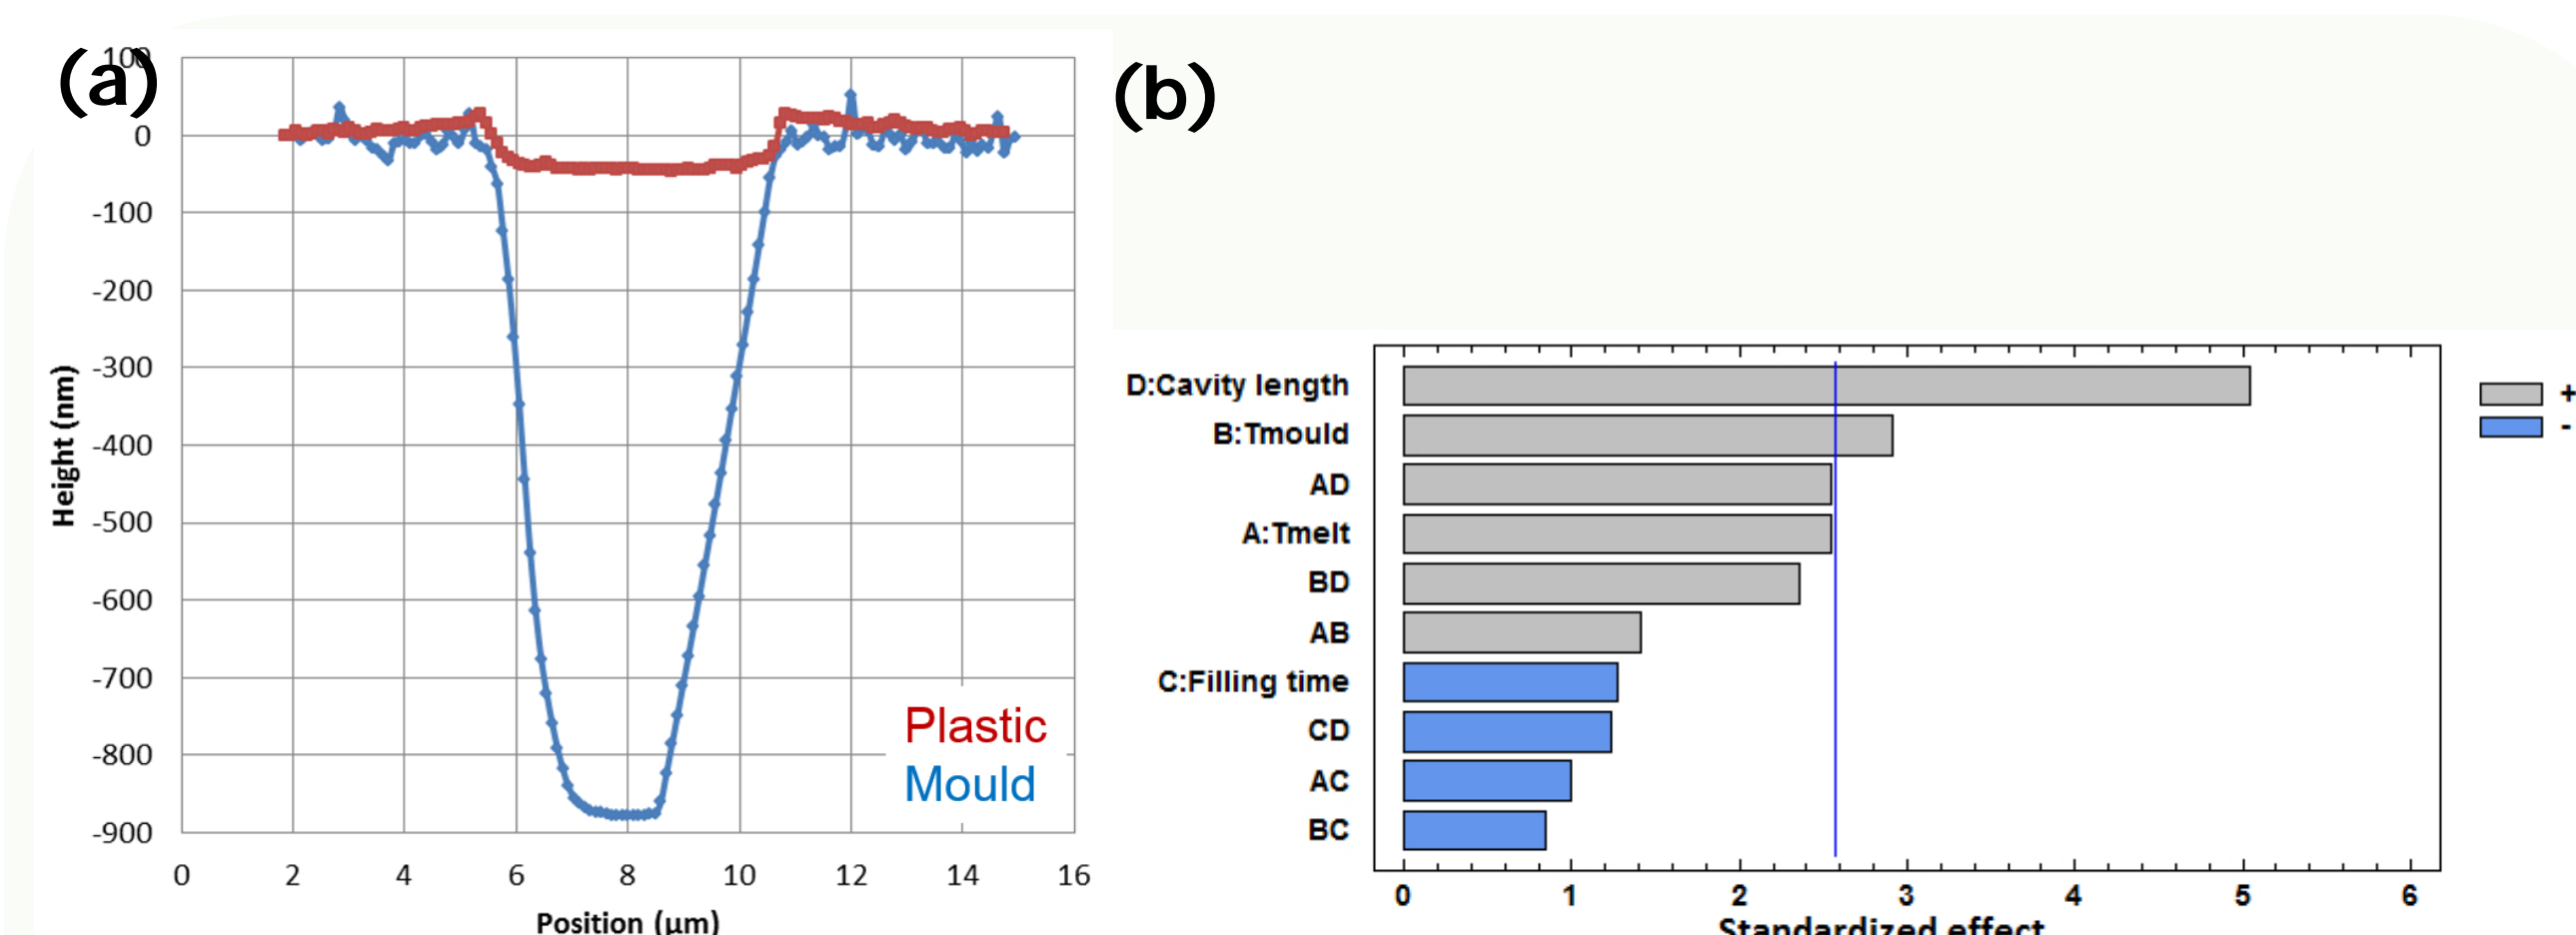 (a)
100
0
-100
-200
-300
-400
-500
-600
-700
-800
-900
Height (nm)
0 2 4 6 8 10 12 14 16
Position (µm)
Plastic
Mould
(b)
D:Cavity length
B:Tmould
AD
A:Tmelt
BD
AB
C:Filling time
CD
AC
BC
0 1 2 3 4 5 6
Standardized effect
+
-